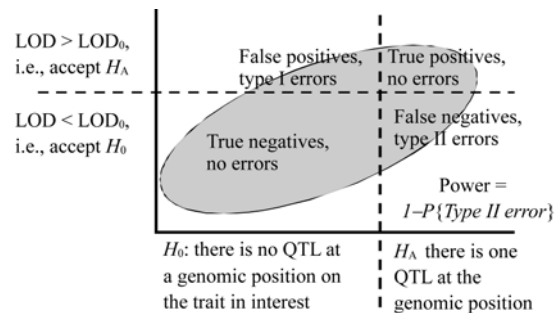 LOD > LOD₀,
i.e., accept Hₐ
False positives,
type I errors
True positives,
no errors
LOD < LOD₀,
i.e., accept H₀
True negatives,
no errors
False negatives,
type II errors
Power =
1–P{Type II error}
H₀: there is no QTL at
a genomic position on
the trait in interest
Hₐ there is one
QTL at the
genomic position